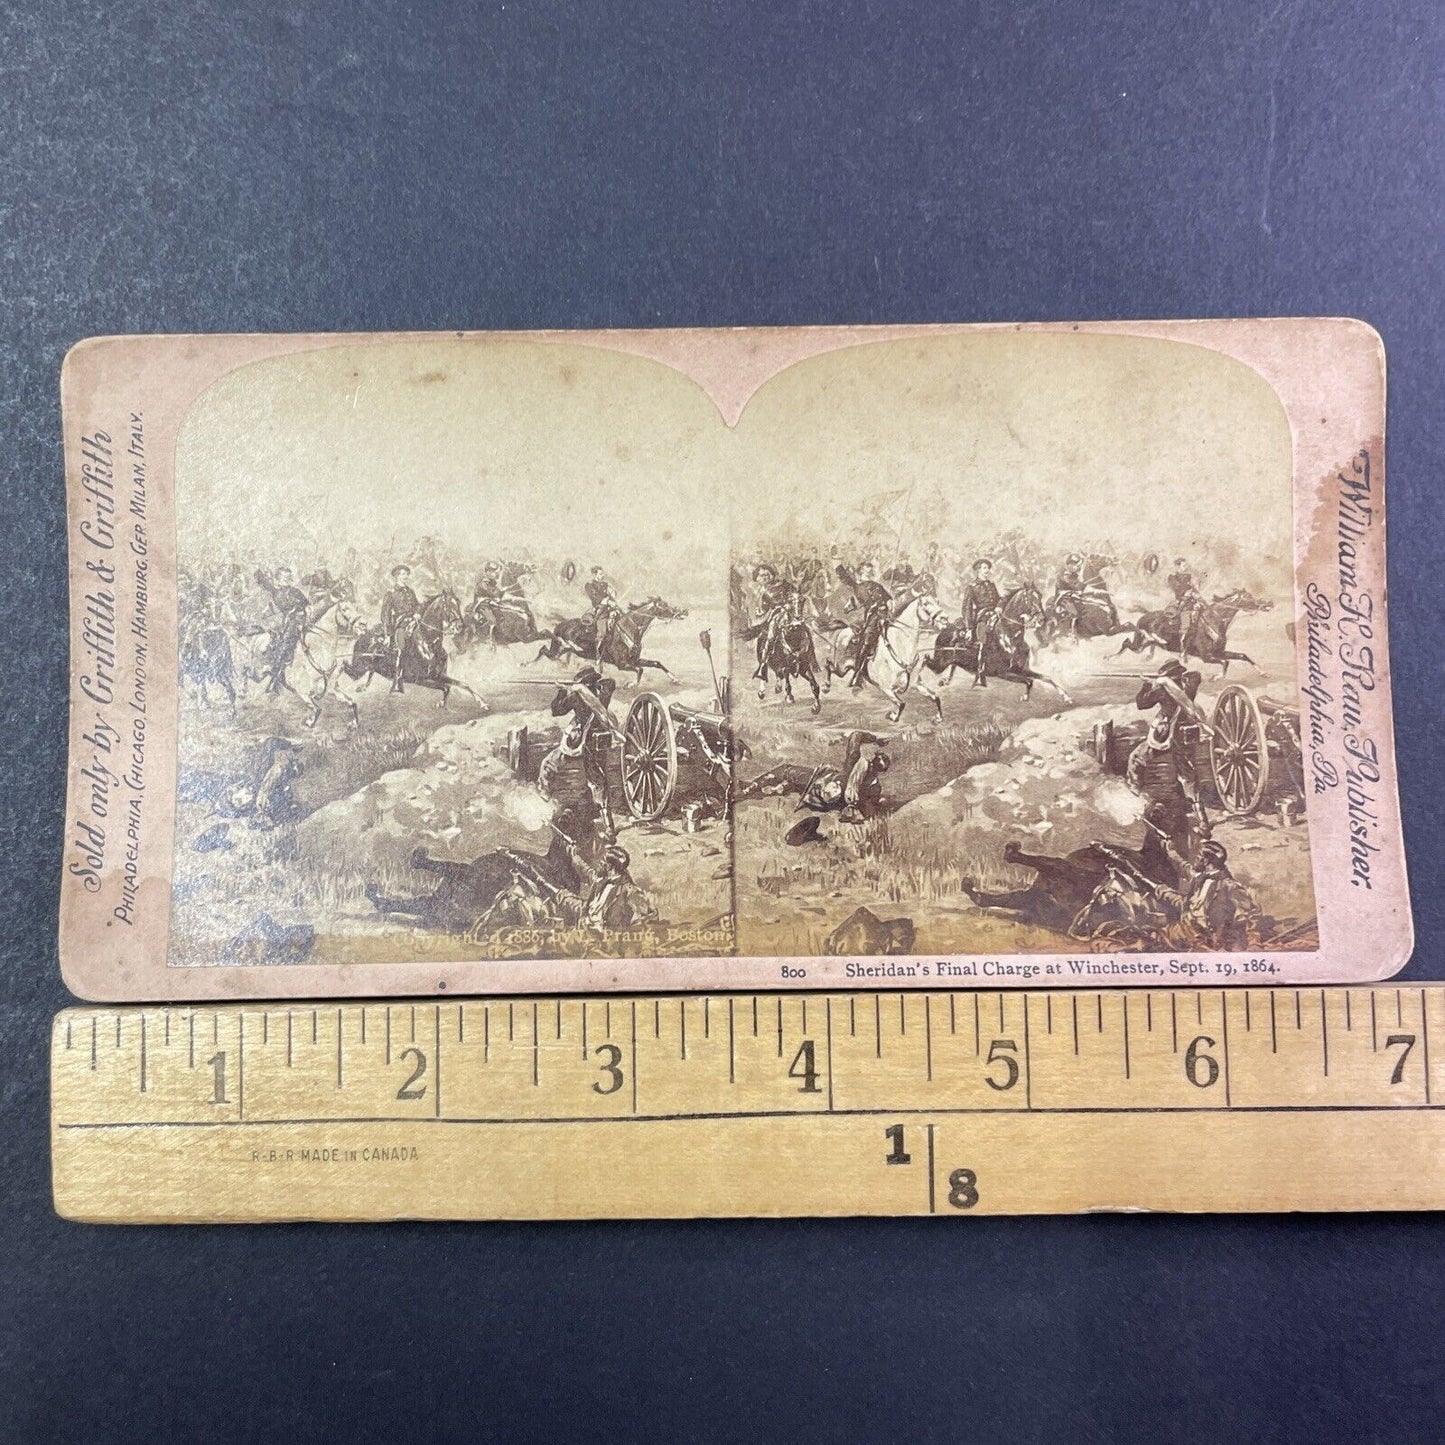 Sold only by Griffith & Griffith
PHILADELPHIA, CHICAGO, LONDON, HAMBURG, GER. MILAN, ITALY.
Copyright 1886, by L. Prang, Boston.
800 Sheridan's Final Charge at Winchester, Sept. 19, 1864.
William H. Rau, Publisher.
Philadelphia, Pa
1 2 3 4 5 6 7
R-B-R MADE IN CANADA
1
8